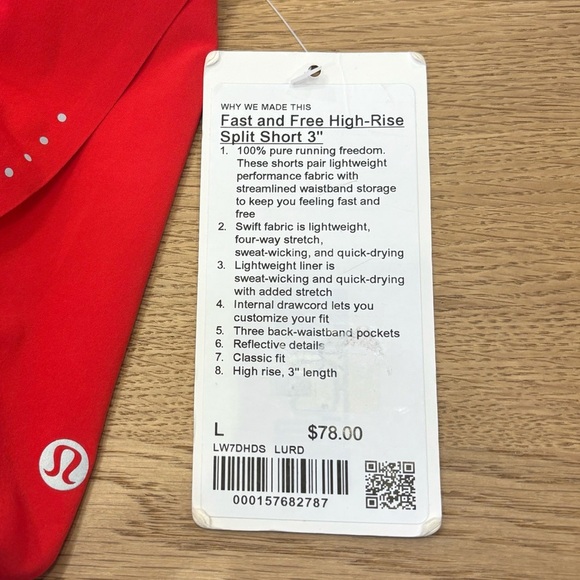 WHY WE MADE THIS
Fast and Free High-Rise
Split Short 3"
1. 100% pure running freedom.
These shorts pair lightweight
performance fabric with
streamlined waistband storage
to keep you feeling fast and
free
2. Swift fabric is lightweight,
four-way stretch,
sweat-wicking, and quick-drying
3. Lightweight liner is
sweat-wicking and quick-drying
with added stretch
4. Internal drawcord lets you
customize your fit
5. Three back-waistband pockets
6. Reflective details
7. Classic fit
8. High rise, 3" length
L $78.00
LW7DHDS LURD
000157682787